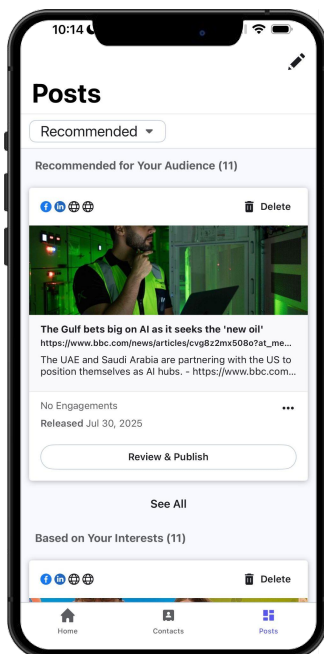 10:14
Posts
Recommended
Recommended for Your Audience (11)
Delete
The Gulf bets big on AI as it seeks the 'new oil'
https://www.bbc.com/news/articles/cvg8z2mx508o?at_me...
The UAE and Saudi Arabia are partnering with the US to
position themselves as AI hubs. - https://www.bbc.com...
No Engagements
Released Jul 30, 2025
Review & Publish
See All
Based on Your Interests (11)
Delete
Home Contacts Posts